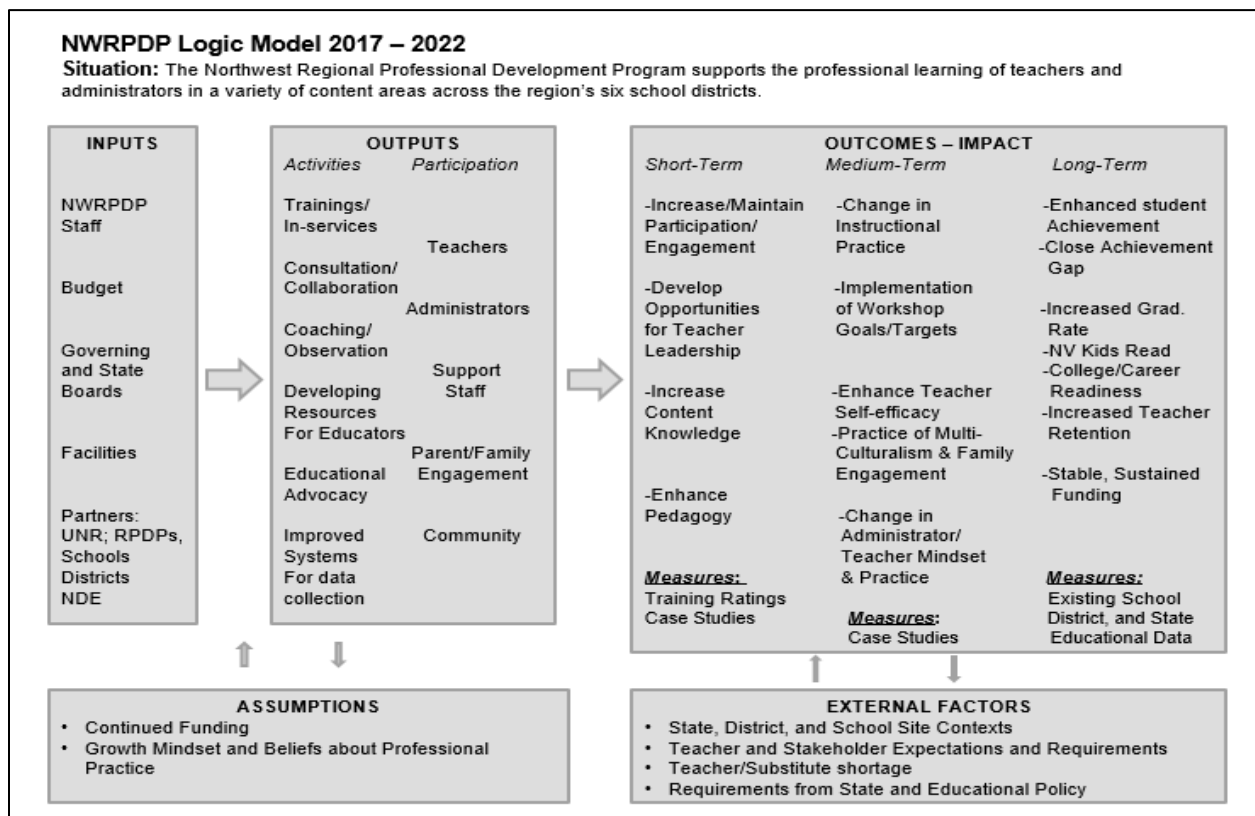 NWRPDP Logic Model 2017 – 2022
Situation: The Northwest Regional Professional Development Program supports the professional learning of teachers and
administrators in a variety of content areas across the region's six school districts.
INPUTS
NWRPDP
Staff
Budget
Governing
and State
Boards
Facilities
Partners:
UNR; RPDPs,
Schools
Districts
NDE
OUTPUTS
Activities
Trainings/
In-services
Consultation/
Collaboration
Coaching/
Observation
Developing
Resources
For Educators
Educational
Advocacy
Improved
Systems
For data
collection
Participation
Teachers
Administrators
Support
Staff
Parent/Family
Engagement
Community
OUTCOMES – IMPACT
Short-Term
-Increase/Maintain
Participation/
Engagement
-Develop
Opportunities
for Teacher
Leadership
-Increase
Content
Knowledge
-Enhance
Pedagogy
Measures:
Training Ratings
Case Studies
Medium-Term
-Change in
Instructional
Practice
-Implementation
of Workshop
Goals/Targets
-Enhance Teacher
Self-efficacy
-Practice of Multi-
Culturalism & Family
Engagement
-Change in
Administrator/
Teacher Mindset
& Practice
Measures:
Case Studies
Long-Term
-Enhanced student
Achievement
-Close Achievement
Gap
-Increased Grad.
Rate
-NV Kids Read
-College/Career
Readiness
-Increased Teacher
Retention
-Stable, Sustained
Funding
Measures:
Existing School
District, and State
Educational Data
ASSUMPTIONS
• Continued Funding
• Growth Mindset and Beliefs about Professional
Practice
EXTERNAL FACTORS
• State, District, and School Site Contexts
• Teacher and Stakeholder Expectations and Requirements
• Teacher/Substitute shortage
• Requirements from State and Educational Policy